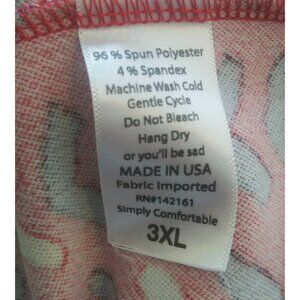 96 % Spun Polyester
4 % Spandex
Machine Wash Cold
Gentle Cycle
Do Not Bleach
Hang Dry
or you'll be sad
MADE IN USA
Fabric Imported
RN#142161
Simply Comfortable
3XL